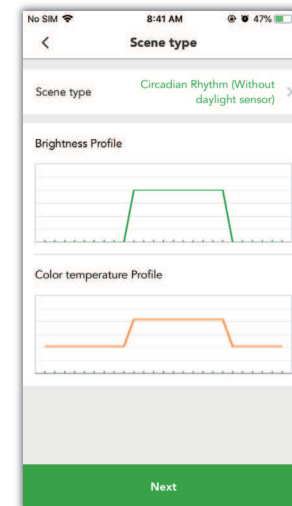 No SIM 8:41 AM 47%
Scene type
Scene type Circadian Rhythm (Without
daylight sensor)
Brightness Profile
Color temperature Profile
Next